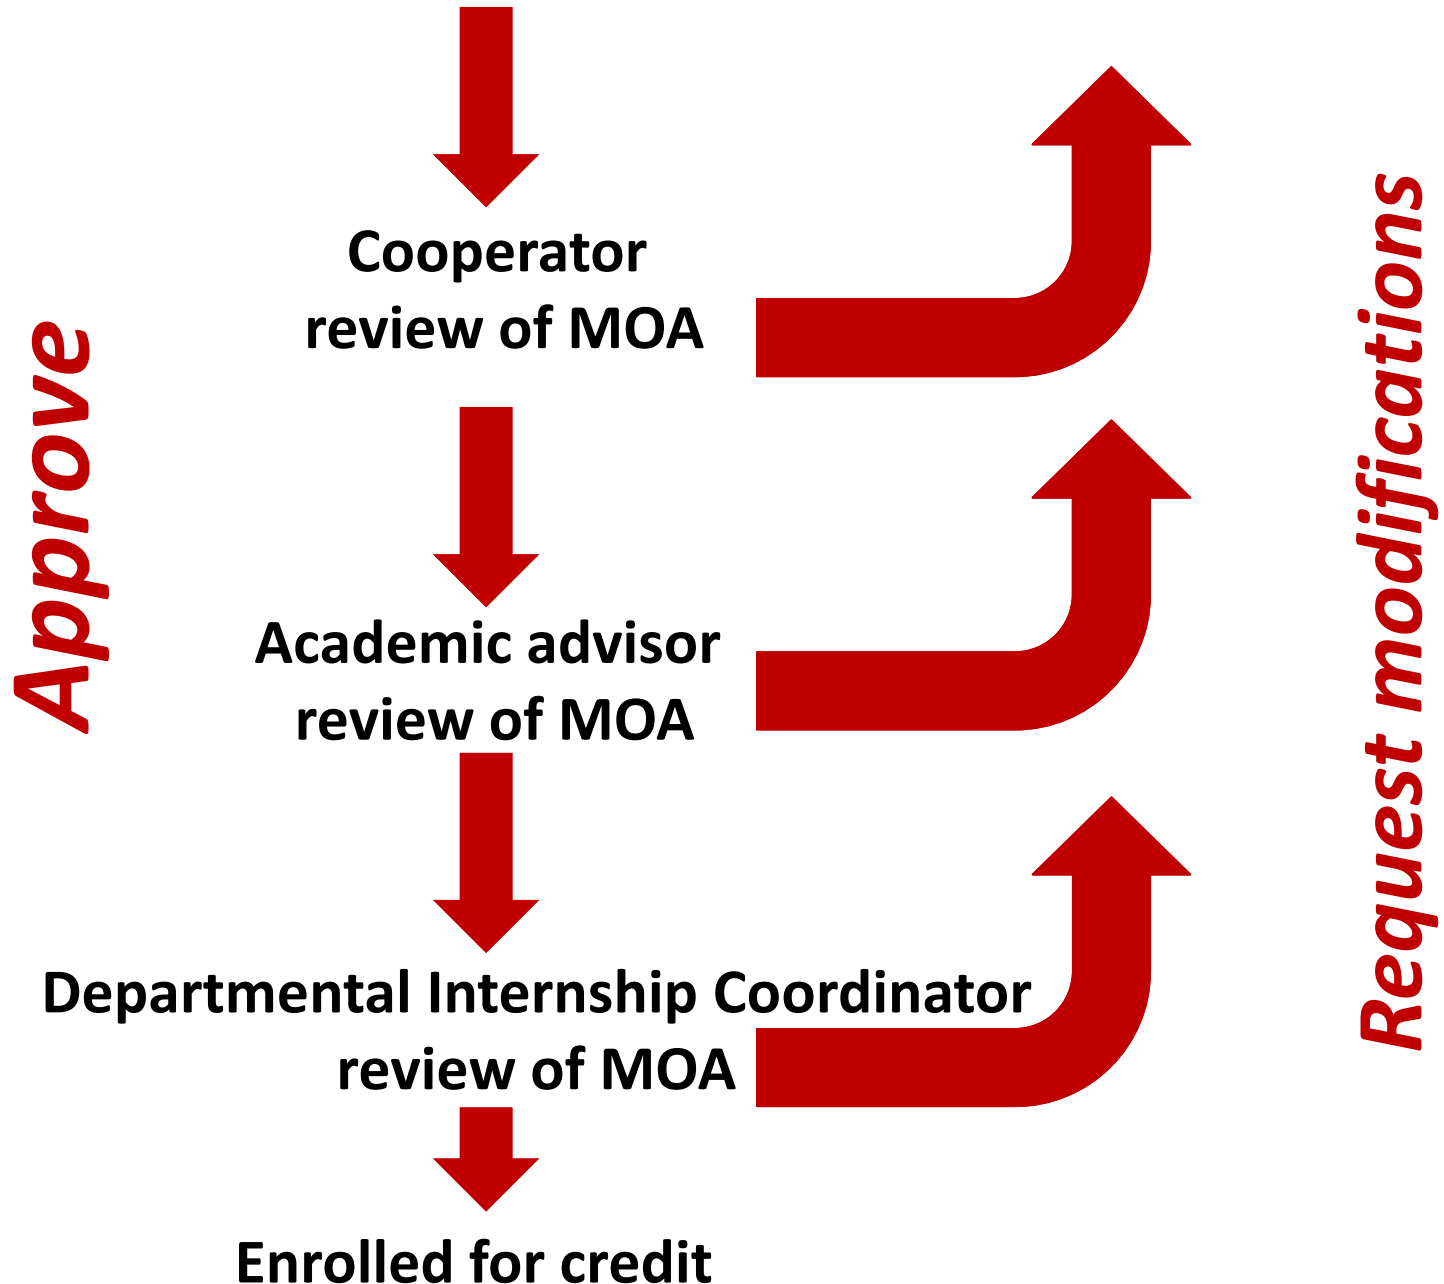 Approve
Cooperator
review of MOA
Academic advisor
review of MOA
Departmental Internship Coordinator
review of MOA
Enrolled for credit
Request modifications